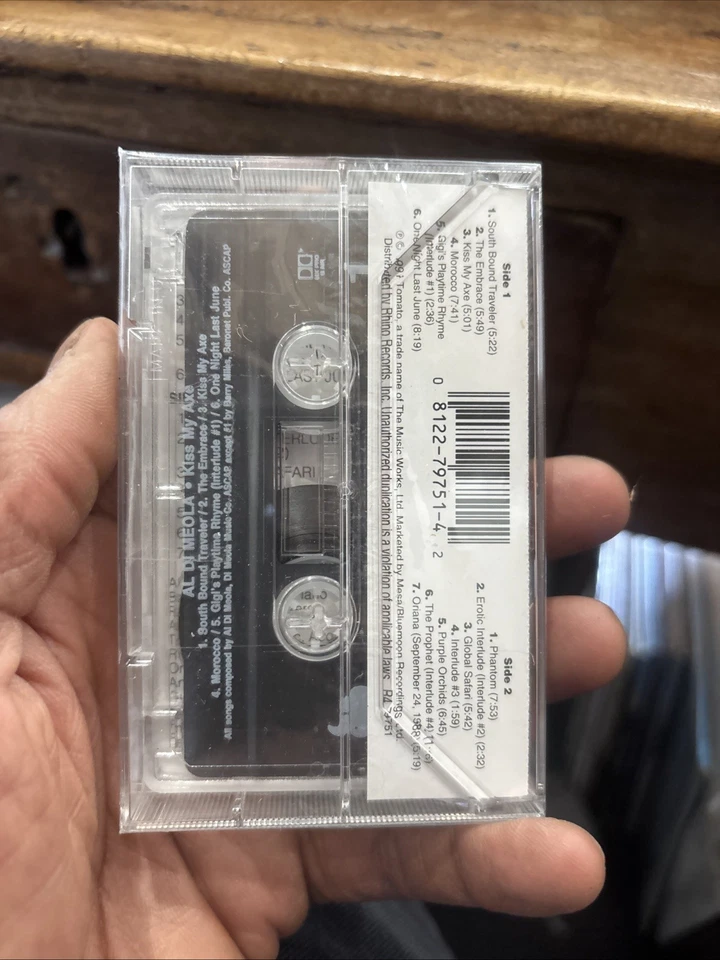 Side 1
1. South Bound Traveler (5:22)
2. The Embrace (5:49)
3. Kiss My Axe (5:01)
4. Morocco (7:41)
5. Gigi's Playtime Rhyme
(Interlude #1) (2:36)
6. One Night Last June (8:19)
0 8122-79751-4 2
Side 2
1. Phantom (7:53)
2. Erotic Interlude (Interlude #2) (2:32)
3. Global Safari (5:42)
4. Interlude #3 (1:59)
5. Purple Orchids (6:45)
6. The Prophet (Interlude #4)
7. Oriana (September 24, 1988) (5:19)
℗ © 1991 Tomato, a trade name of The Music Works, Ltd. Marketed by Mesa/Bluemoon Recordings, Ltd.
Distributed by Rhino Records, Inc. Unauthorized duplication is a violation of applicable laws. R4 79751
1
AL DI MEOLA • Kiss My Axe
1. South Bound Traveler / 2. The Embrace / 3. Kiss My Axe
4. Morocco / 5. Gigi's Playtime Rhyme (Interlude #1) / 6. One Night Last June
All songs composed by Al Di Meola, Di Meola Music Co. ASCAP except #1 by Barry Miles, Saronet Publ. Co. ASCAP